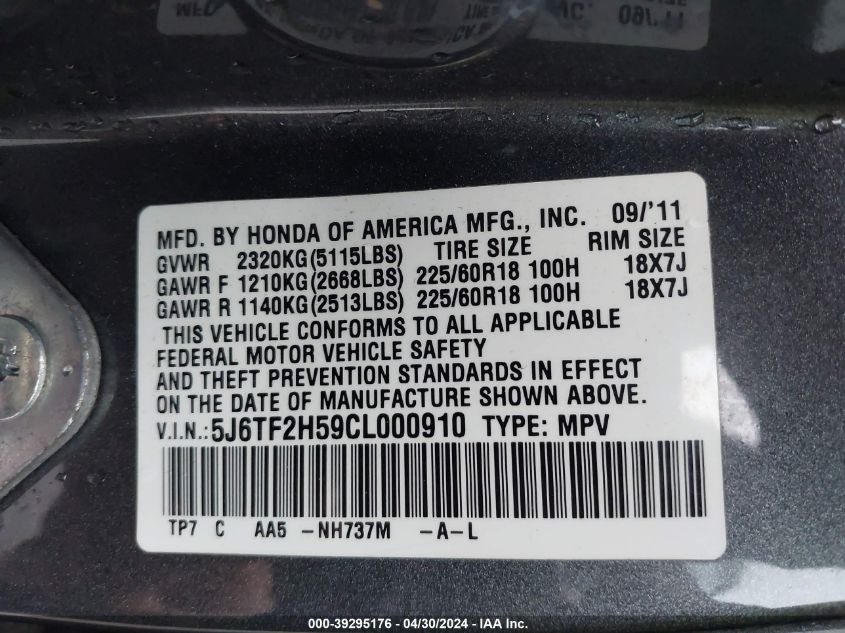 MFD. BY HONDA OF AMERICA MFG., INC. 09/'11
GVWR 2320KG(5115LBS) TIRE SIZE RIM SIZE
GAWR F 1210KG(2668LBS) 225/60R18 100H 18X7J
GAWR R 1140KG(2513LBS) 225/60R18 100H 18X7J
THIS VEHICLE CONFORMS TO ALL APPLICABLE
FEDERAL MOTOR VEHICLE SAFETY
AND THEFT PREVENTION STANDARDS IN EFFECT
ON THE DATE OF MANUFACTURE SHOWN ABOVE.
V.I.N.: 5J6TF2H59CL000910 TYPE: MPV
TP7 C AA5 -NH737M -A-L
000-39295176 - 04/30/2024 - IAA Inc.